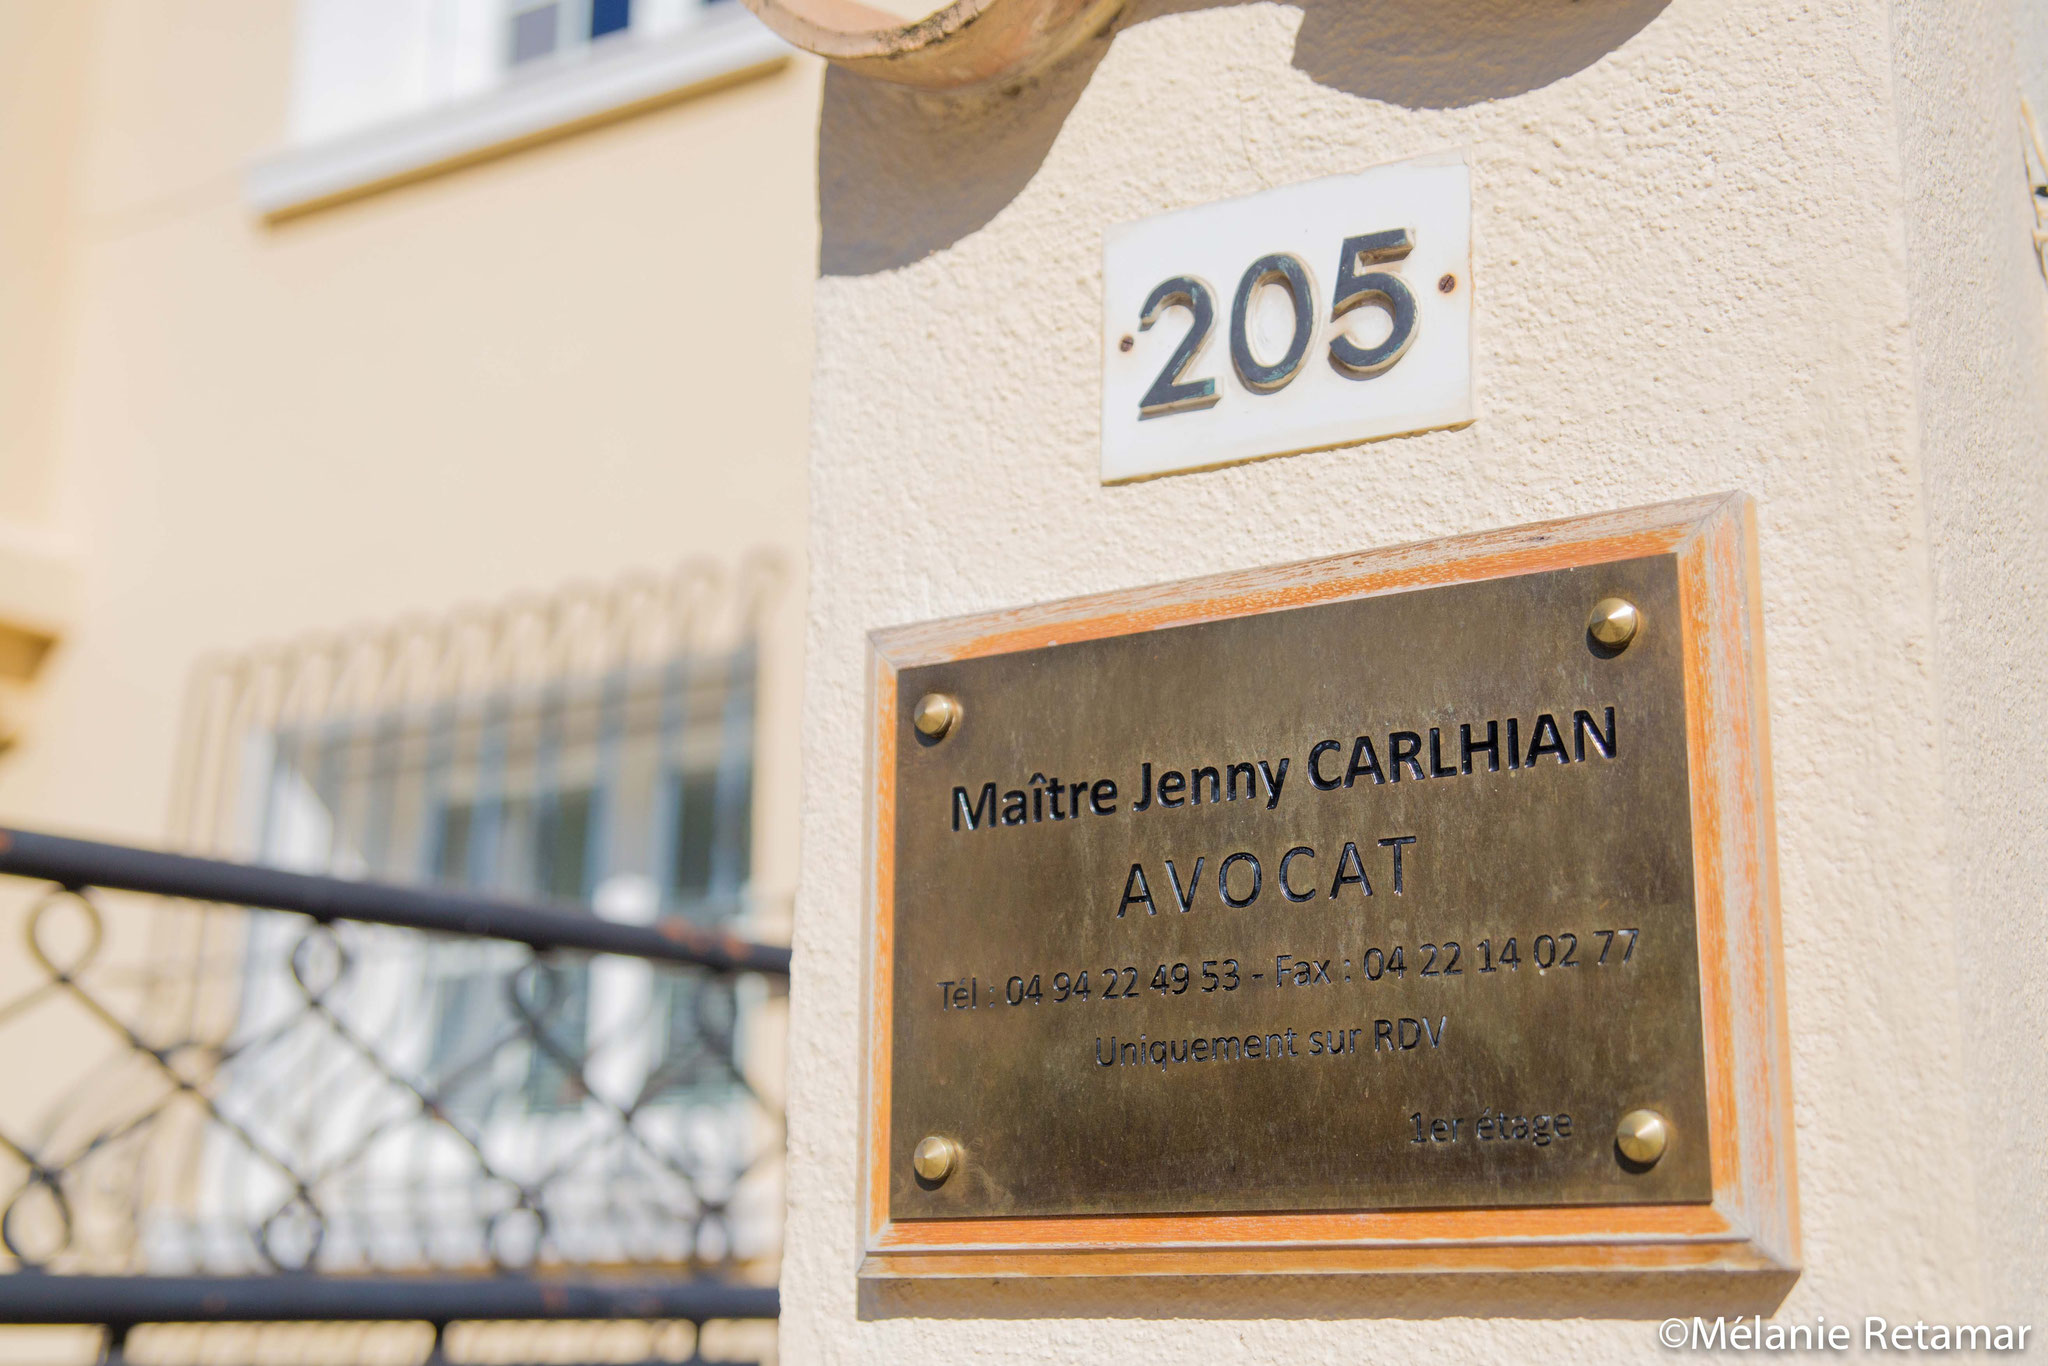 205
Maître Jenny CARLHIAN
AVOCAT
Tél : 04 94 22 49 53 - Fax : 04 22 14 02 77
Uniquement sur RDV
1er étage
©Mélanie Retamar